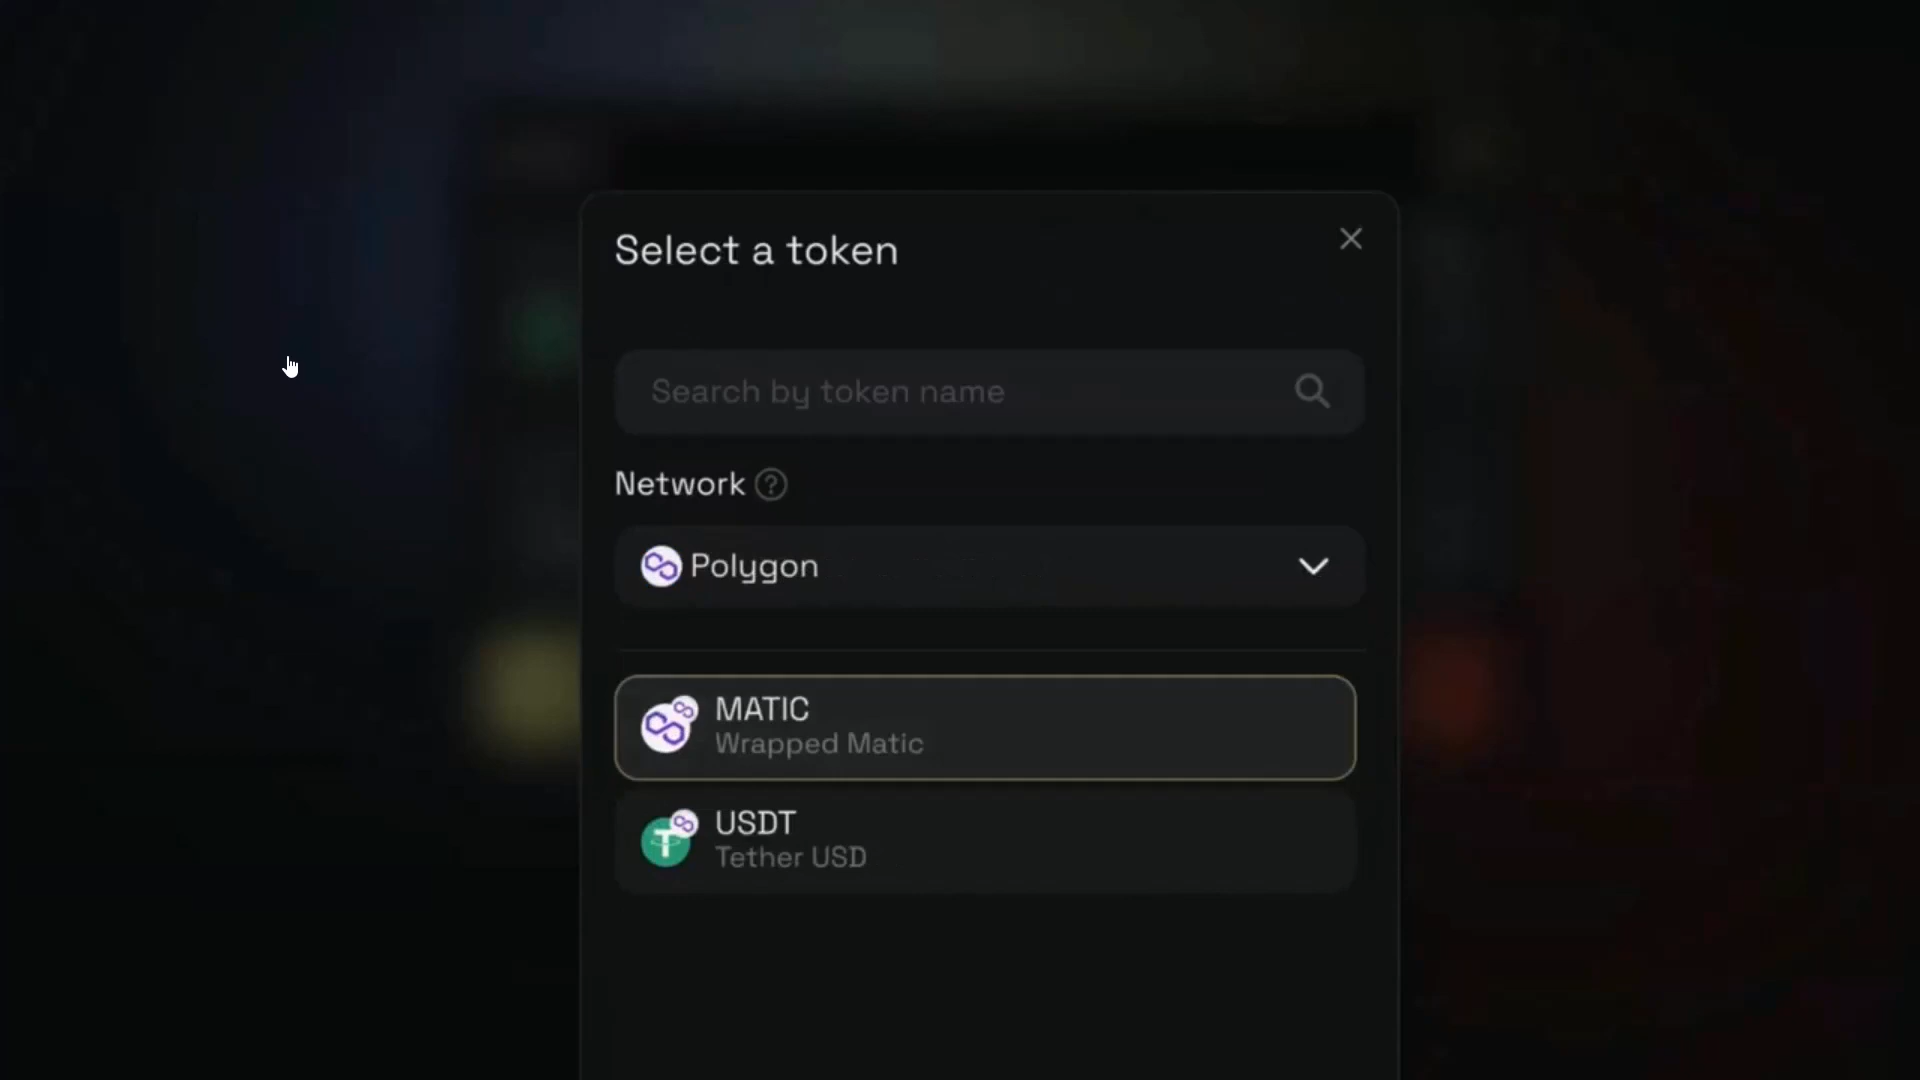 Select a token
Search by token name
Network
Polygon
MATIC
Wrapped Matic
USDT
Tether USD